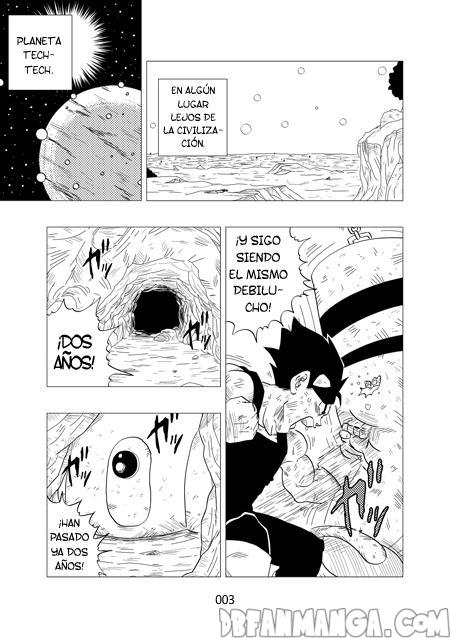 PLANETA
TECH-
TECH.
EN ALGÚN
LUGAR
LEJOS DE
LA CIVILIZA-
CIÓN.
¡DOS
AÑOS!
¡Y SIGO
SIENDO
EL MISMO
DEBILU-
CHO!
¡HAN
PASADO
YA DOS
AÑOS!
003
DBFANMANGA.COM